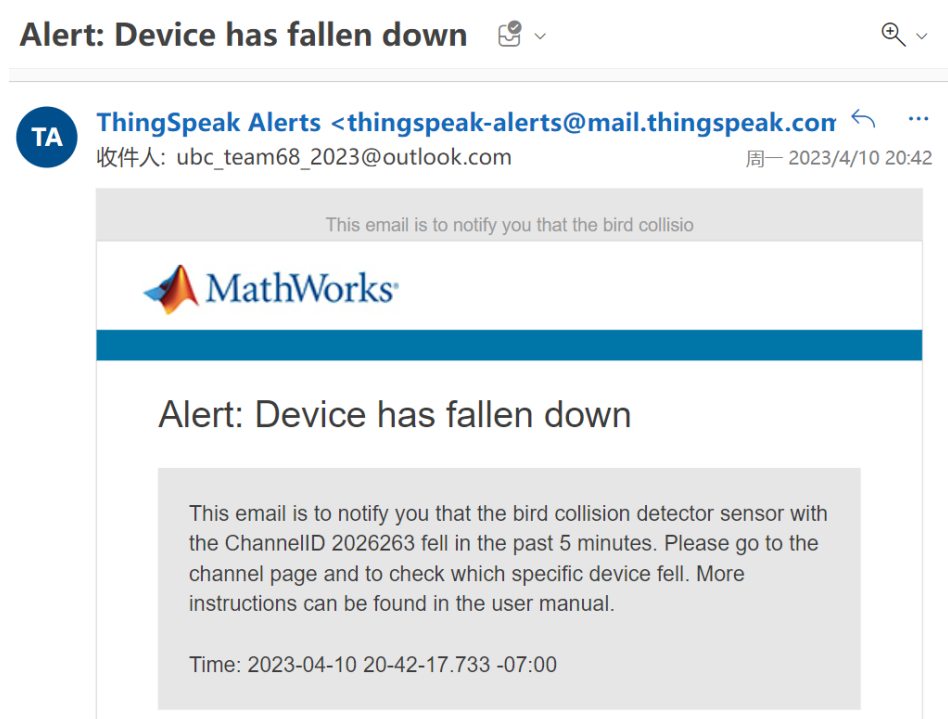 Alert: Device has fallen down
TA
ThingSpeak Alerts <thingspeak-alerts@mail.thingspeak.com
收件人: ubc_team68_2023@outlook.com
周一 2023/4/10 20:42
This email is to notify you that the bird collisio
MathWorks®
Alert: Device has fallen down
This email is to notify you that the bird collision detector sensor with
the ChannelID 2026263 fell in the past 5 minutes. Please go to the
channel page and to check which specific device fell. More
instructions can be found in the user manual.
Time: 2023-04-10 20-42-17.733 -07:00